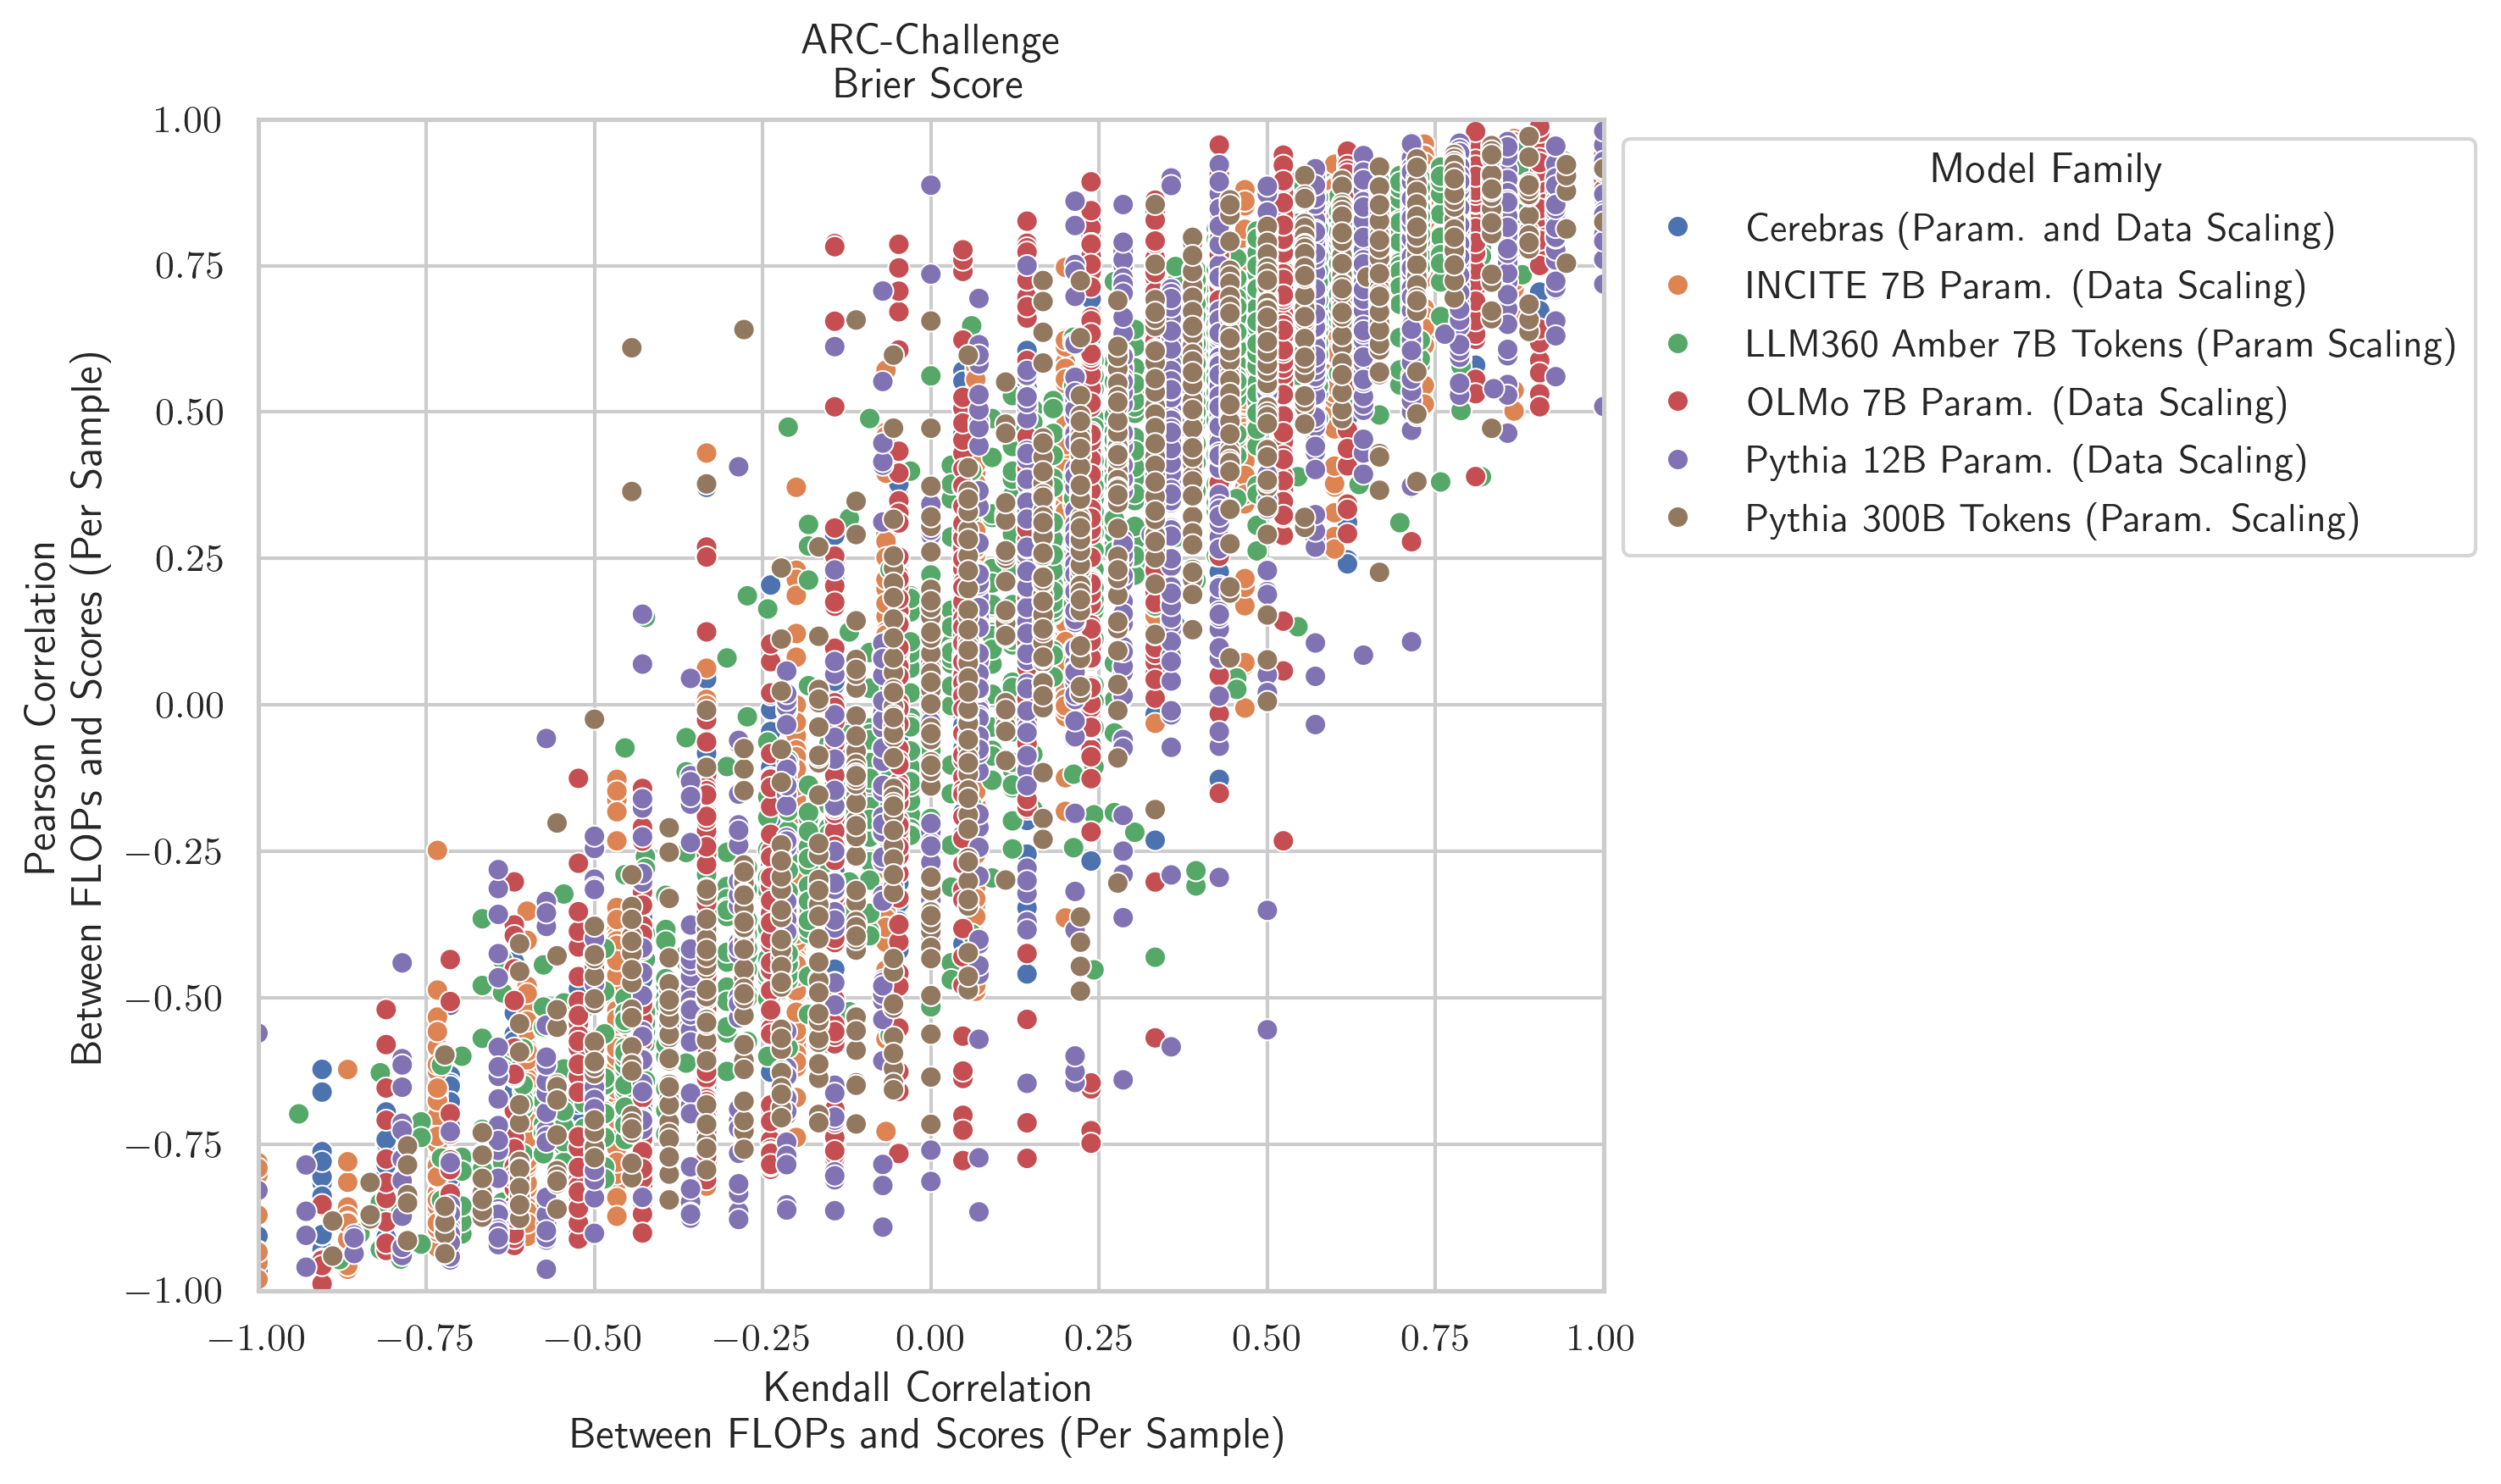 ARC-Challenge
Brier Score
Pearson Correlation
Between FLOPs and Scores (Per Sample)
1.00
0.75
0.50
0.25
0.00
−0.25
−0.50
−0.75
−1.00
−1.00 −0.75 −0.50 −0.25 0.00 0.25 0.50 0.75 1.00
Kendall Correlation
Between FLOPs and Scores (Per Sample)
Model Family
Cerebras (Param. and Data Scaling)
INCITE 7B Param. (Data Scaling)
LLM360 Amber 7B Tokens (Param Scaling)
OLMo 7B Param. (Data Scaling)
Pythia 12B Param. (Data Scaling)
Pythia 300B Tokens (Param. Scaling)